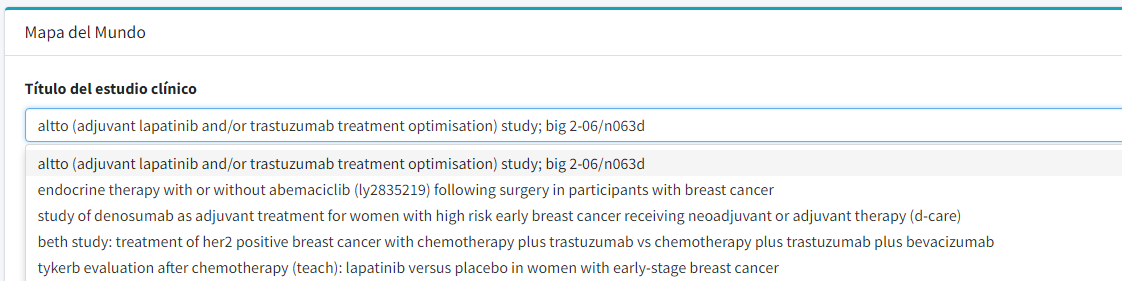 Mapa del Mundo
Título del estudio clínico
altto (adjuvant lapatinib and/or trastuzumab treatment optimisation) study; big 2-06/n063d
altto (adjuvant lapatinib and/or trastuzumab treatment optimisation) study; big 2-06/n063d
endocrine therapy with or without abemaciclib (ly2835219) following surgery in participants with breast cancer
study of denosumab as adjuvant treatment for women with high risk early breast cancer receiving neoadjuvant or adjuvant therapy (d-care)
beth study: treatment of her2 positive breast cancer with chemotherapy plus trastuzumab vs chemotherapy plus trastuzumab plus bevacizumab
tykerb evaluation after chemotherapy (teach): lapatinib versus placebo in women with early-stage breast cancer